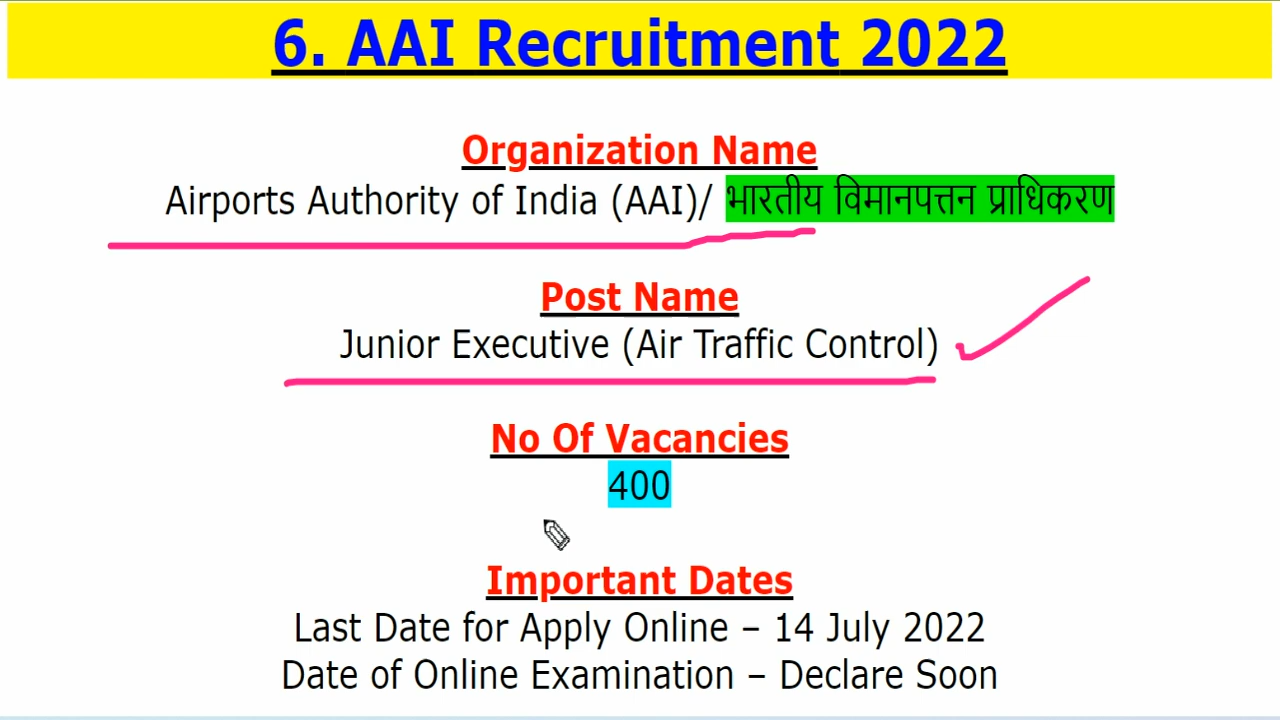 6. AAI Recruitment 2022
Organization Name
Airports Authority of India (AAI)/ भारतीय विमानपत्तन प्राधिकरण
Post Name
Junior Executive (Air Traffic Control)
No Of Vacancies
400
Important Dates
Last Date for Apply Online – 14 July 2022
Date of Online Examination – Declare Soon